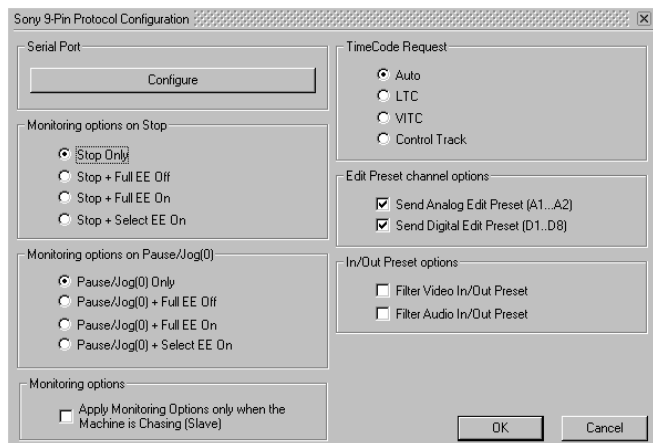 Sony 9-Pin Protocol Configuration
Serial Port
Configure
Monitoring options on Stop
Stop Only
Stop + Full EE Off
Stop + Full EE On
Stop + Select EE On
Monitoring options on Pause/Jog(0)
Pause/Jog(0) Only
Pause/Jog(0) + Full EE Off
Pause/Jog(0) + Full EE On
Pause/Jog(0) + Select EE On
Monitoring options
Apply Monitoring Options only when the
Machine is Chasing (Slave)
TimeCode Request
Auto
LTC
VITC
Control Track
Edit Preset channel options
Send Analog Edit Preset (A1...A2)
Send Digital Edit Preset (D1..D8)
In/Out Preset options
Filter Video In/Out Preset
Filter Audio In/Out Preset
OK
Cancel